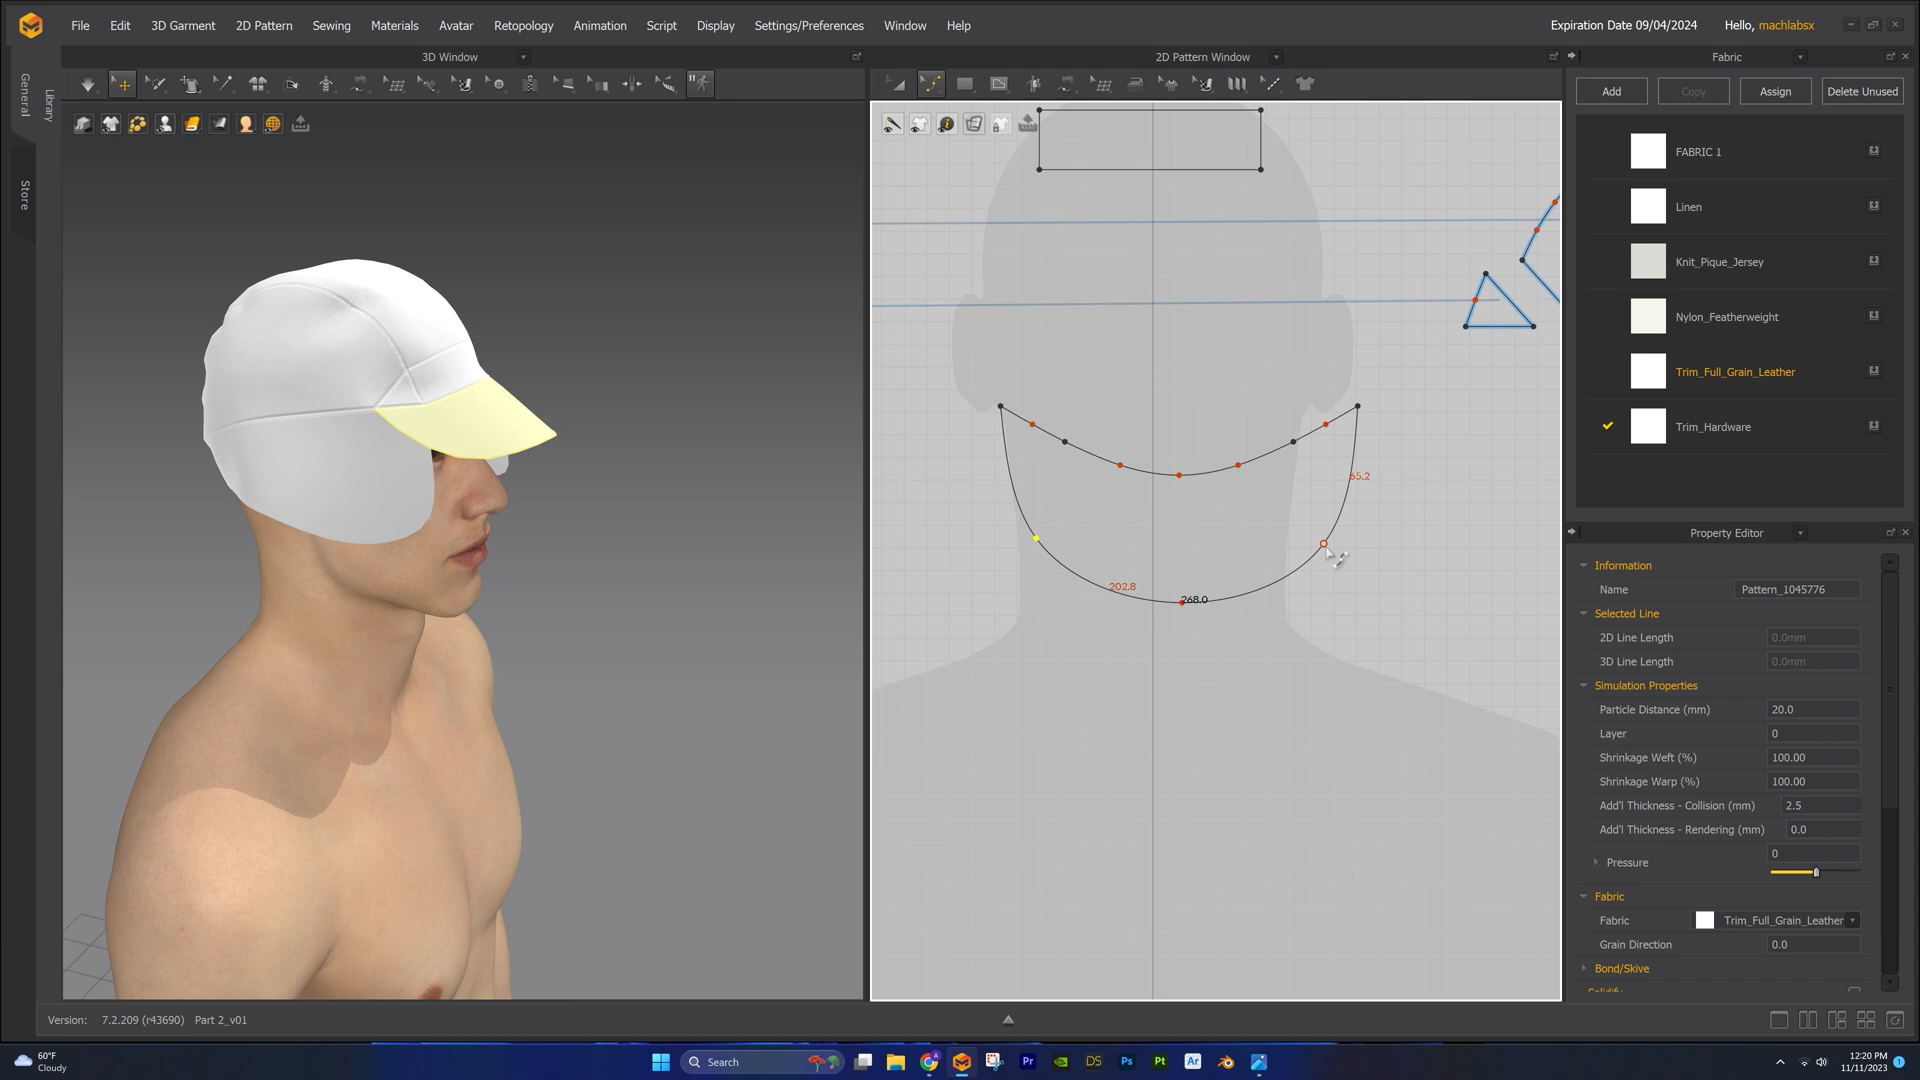 File Edit 3D Garment 2D Pattern Sewing Materials Avatar Retopology Animation Script Display Settings/Preferences Window Help
Expiration Date 09/04/2024 Hello, machlabsx
General
Library
Store
3D Window
2D Pattern Window
Fabric
Add Copy Assign Delete Unused
FABRIC 1
Linen
Knit_Pique_Jersey
Nylon_Featherweight
Trim_Full_Grain_Leather
Trim_Hardware
65.2
202.8
268.0
Property Editor
Information
Name Pattern_1045776
Selected Line
2D Line Length 0.0mm
3D Line Length 0.0mm
Simulation Properties
Particle Distance (mm) 20.0
Layer 0
Shrinkage Weft (%) 100.00
Shrinkage Warp (%) 100.00
Add'l Thickness - Collision (mm) 2.5
Add'l Thickness - Rendering (mm) 0.0
Pressure 0
Fabric
Fabric Trim_Full_Grain_Leather
Grain Direction 0.0
Bond/Skive
Version: 7.2.209 (r43690) Part 2_v01
60°F
Cloudy
Search
Pr DS Ps Pt Ar
12:20 PM
11/11/2023
1